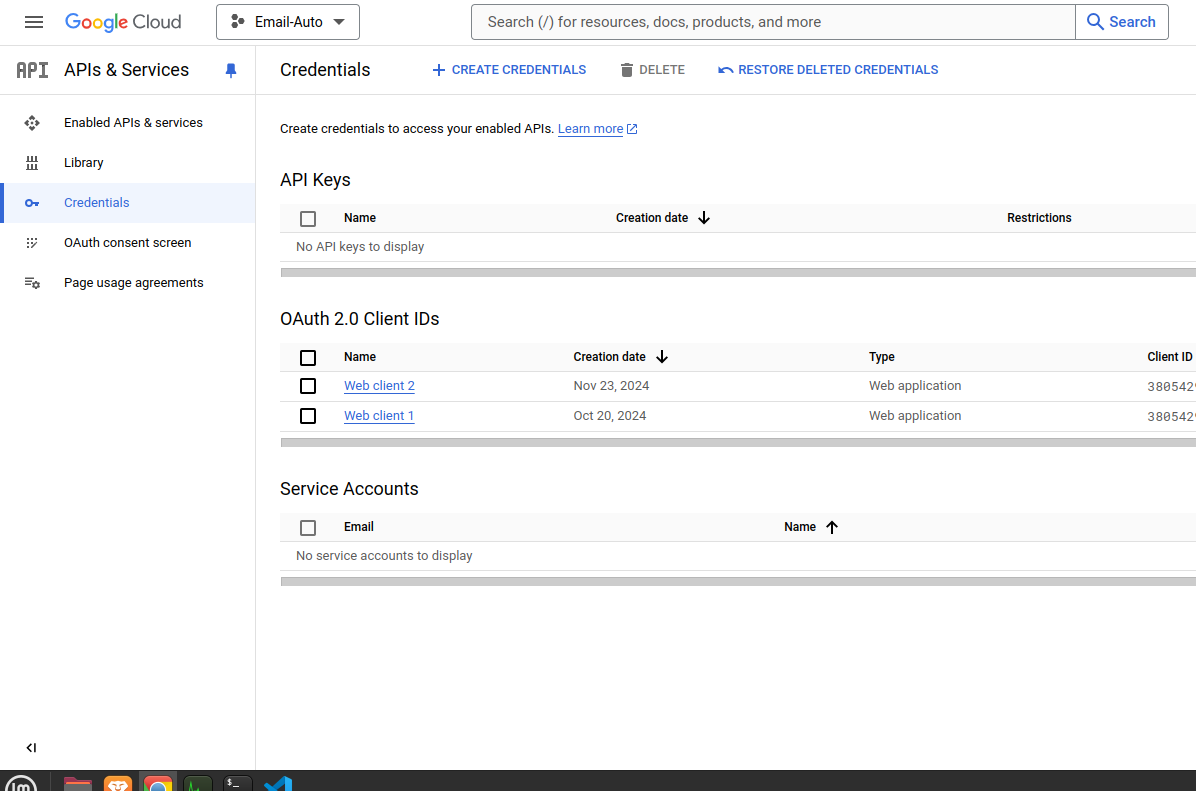 Google Cloud
Email-Auto
Search (/) for resources, docs, products, and more
Search
API
APIs & Services
Credentials
CREATE CREDENTIALS
DELETE
RESTORE DELETED CREDENTIALS
Enabled APIs & services
Library
Credentials
OAuth consent screen
Page usage agreements
Create credentials to access your enabled APIs. Learn more
API Keys
Name Creation date Restrictions
No API keys to display
OAuth 2.0 Client IDs
Name Creation date Type Client ID
Web client 2 Nov 23, 2024 Web application 380542
Web client 1 Oct 20, 2024 Web application 380542
Service Accounts
Email Name
No service accounts to display
$_